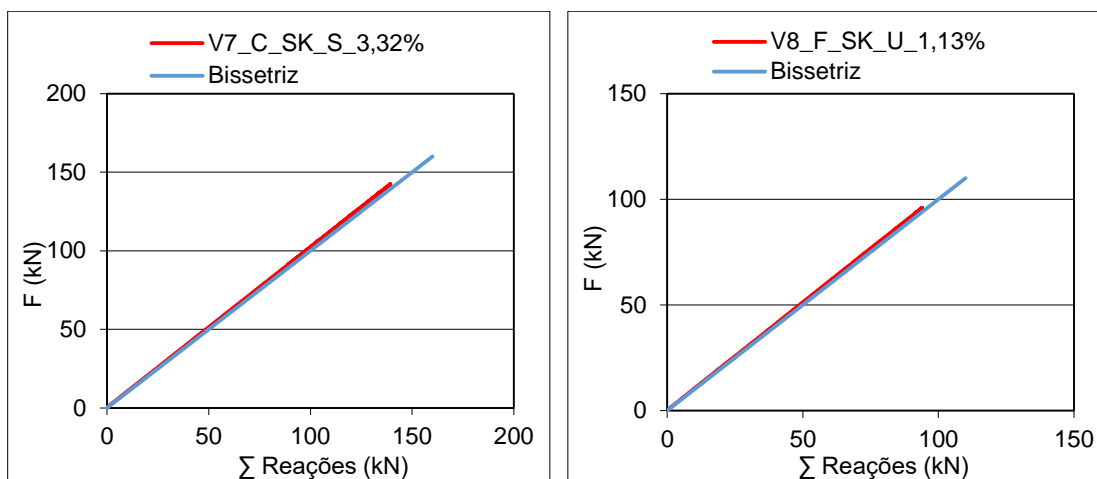 V7_C_SK_S_3,32%
Bissetriz
200
150
100
50
0
F (kN)
0 50 100 150 200
∑ Reações (kN)
V8_F_SK_U_1,13%
Bissetriz
150
100
50
0
F (kN)
0 50 100 150
∑ Reações (kN)